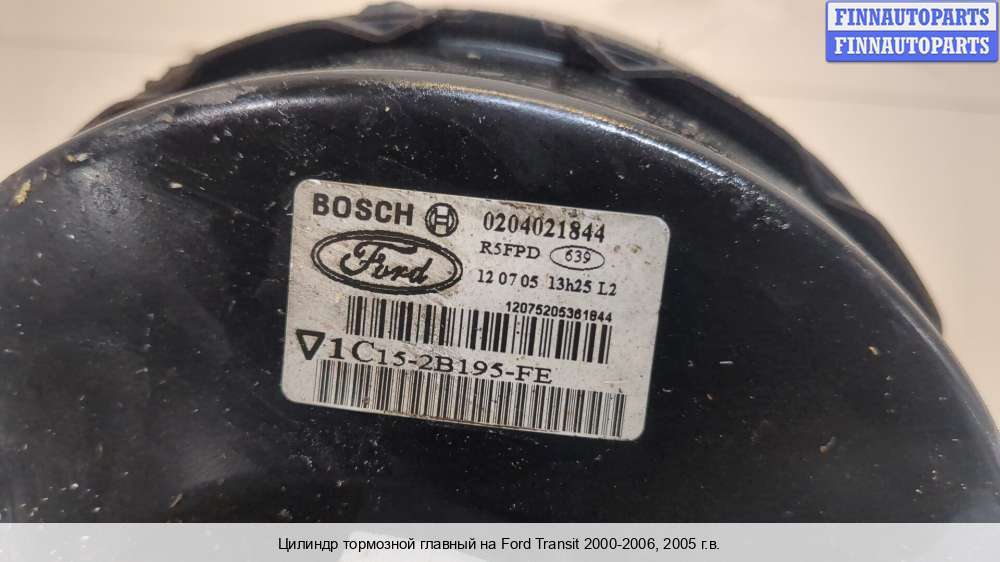 FINNAUTOPARTS
FINNAUTOPARTS
BOSCH 0204021844
Ford R5FPD 639
12 07 05 13h25 L2
12075205361844
1C15-2B195-FE
Цилиндр тормозной главный на Ford Transit 2000-2006, 2005 г.в.